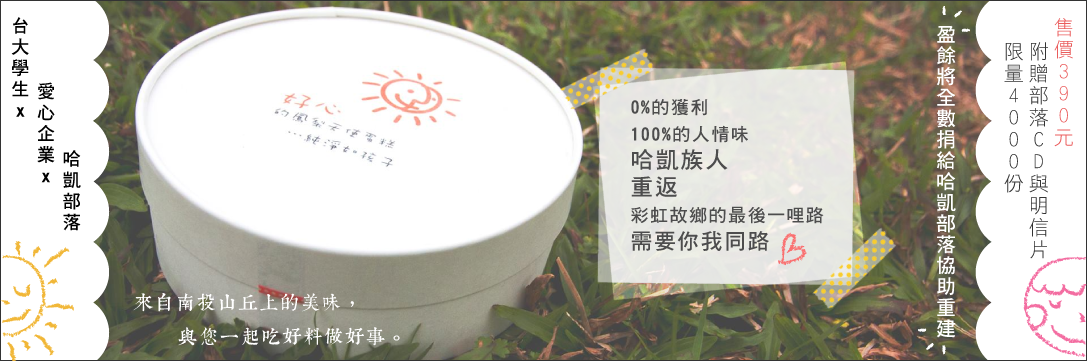 台大學生x
愛心企業x
哈凱部落
心好
0%的獲利
100%的人情味
哈凱族人
重返
彩虹故鄉的最後一哩路
需要你我同路
來自南投山丘上的美味，
與您一起吃好料做好事。
盈餘將全數捐給哈凱部落協助重建
售價390元
附贈部落CD與明信片
限量4000份